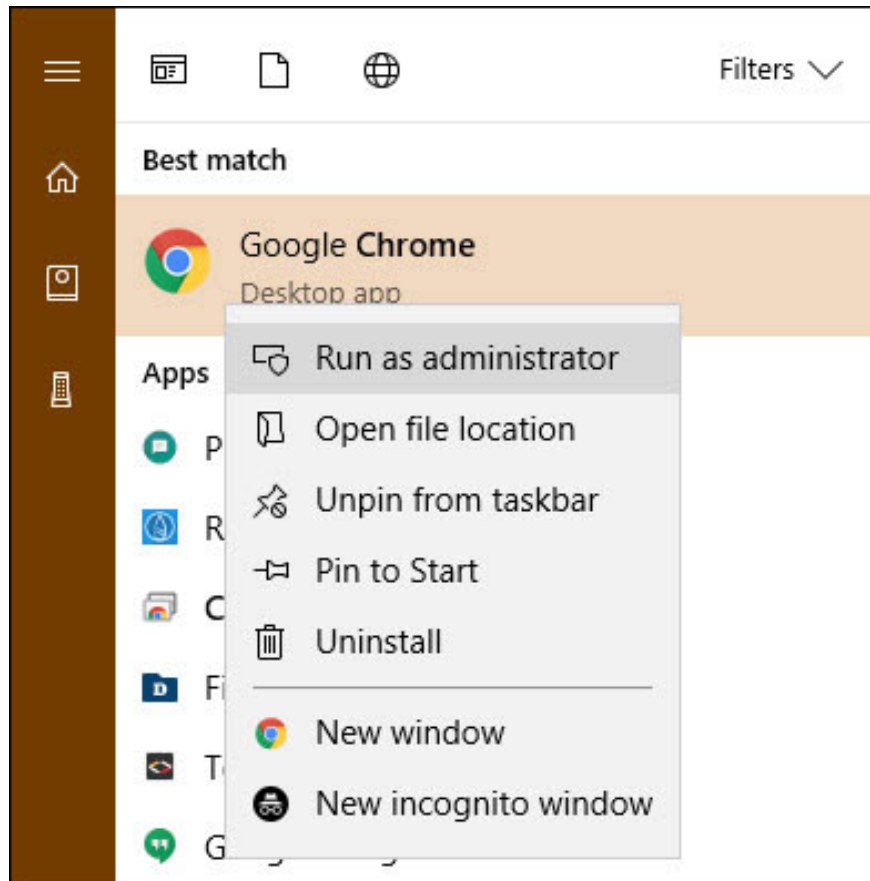 Filters
Best match
Google Chrome
Desktop app
Apps
Run as administrator
Open file location
Unpin from taskbar
Pin to Start
Uninstall
New window
New incognito window
P
R
C
Fi
T
G